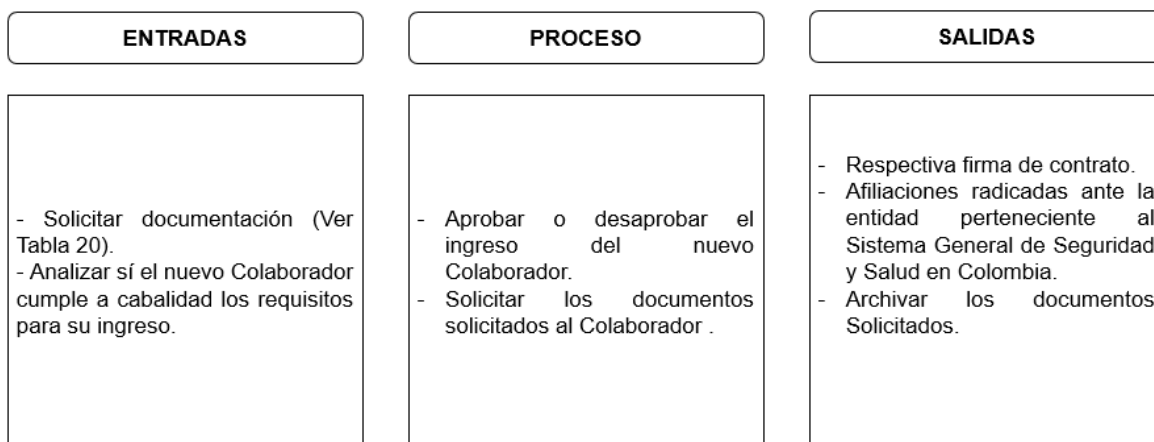 ENTRADAS
PROCESO
SALIDAS
- Solicitar documentación (Ver
Tabla 20).
- Analizar sí el nuevo Colaborador
cumple a cabalidad los requisitos
para su ingreso.
- Aprobar o desaprobar el
ingreso del nuevo
Colaborador.
- Solicitar los documentos
solicitados al Colaborador .
- Respectiva firma de contrato.
- Afiliaciones radicadas ante la
entidad perteneciente al
Sistema General de Seguridad
y Salud en Colombia.
- Archivar los documentos
Solicitados.